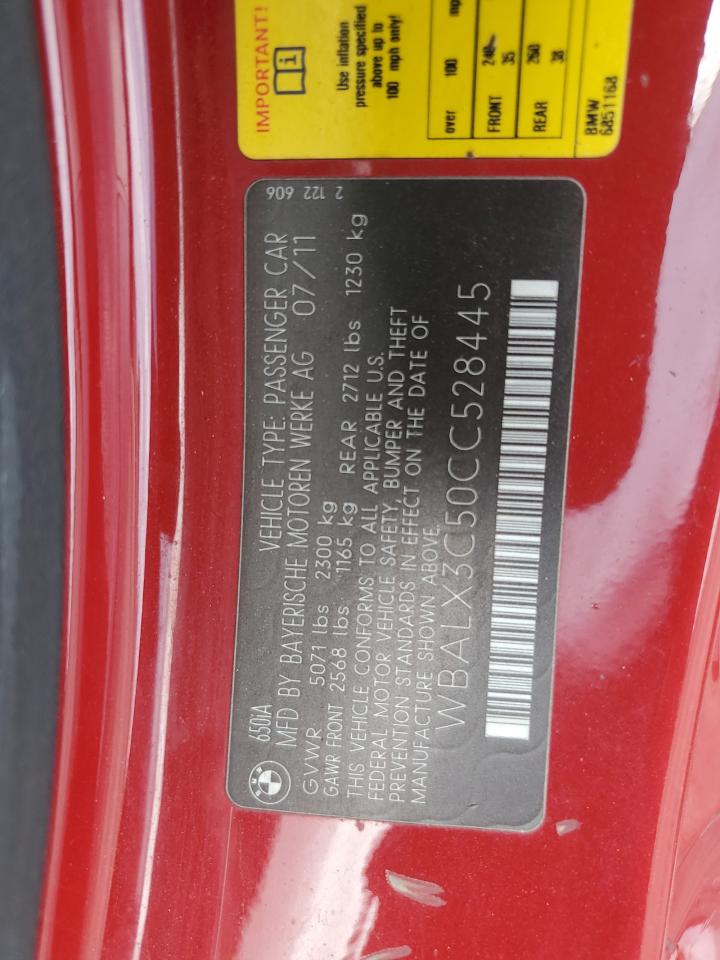 650iA
VEHICLE TYPE: PASSENGER CAR
MFD BY BAYERISCHE MOTOREN WERKE AG 07/11
GVWR 5071 lbs 2300 kg
GAWR FRONT 2568 lbs 1165 kg REAR 2712 lbs 1230 kg
THIS VEHICLE CONFORMS TO ALL APPLICABLE U.S.
FEDERAL MOTOR VEHICLE SAFETY, BUMPER AND THEFT
PREVENTION STANDARDS IN EFFECT ON THE DATE OF
MANUFACTURE SHOWN ABOVE.
WBALX3C50CC528445
2 122 606
BMW
IMPORTANT!
i
Use inflation
pressure specified
above up to
100 mph only!
over 100 mp
FRONT 240 35
REAR 260 38
BMW
6851168